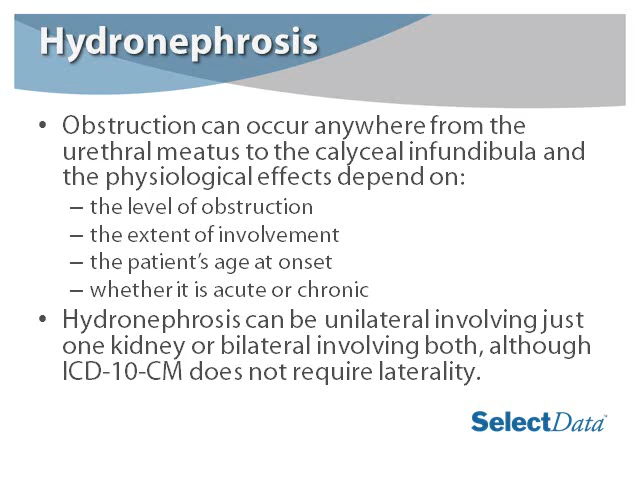 Hydronephrosis
• Obstruction can occur anywhere from the
urethral meatus to the calyceal infundibula and
the physiological effects depend on:
– the level of obstruction
– the extent of involvement
– the patient’s age at onset
– whether it is acute or chronic
• Hydronephrosis can be unilateral involving just
one kidney or bilateral involving both, although
ICD-10-CM does not require laterality.
SelectData™